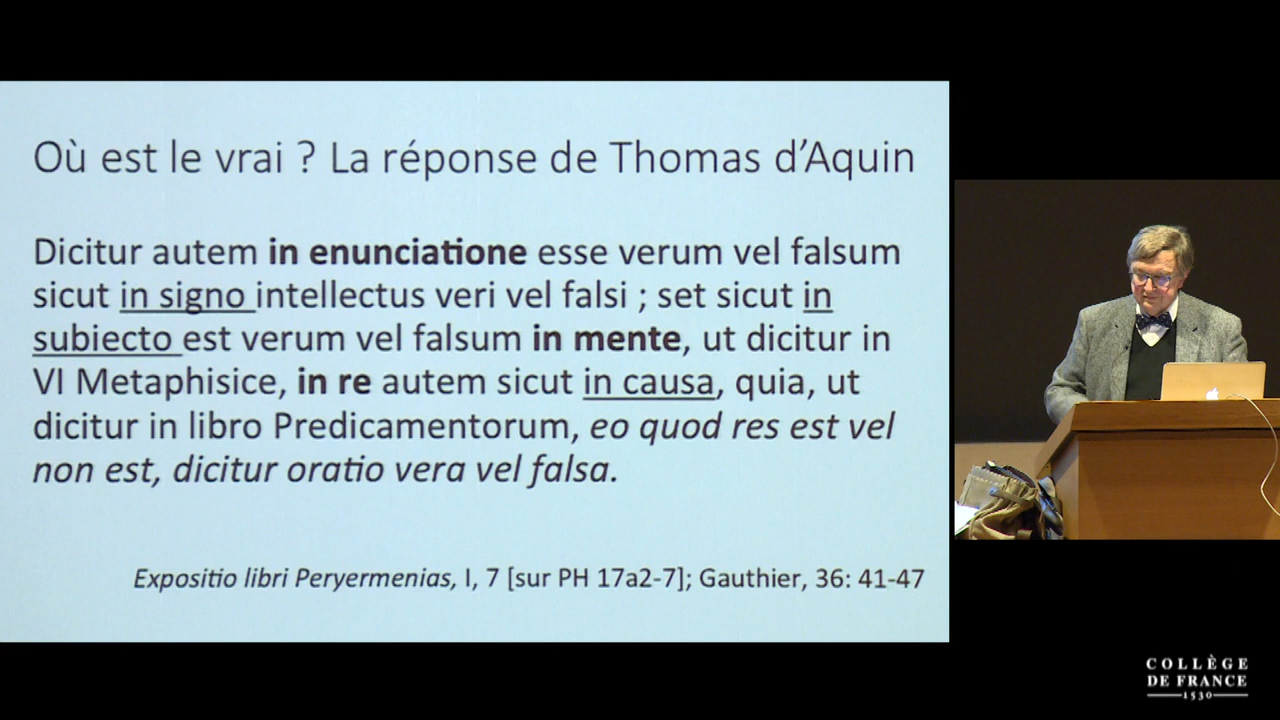 Où est le vrai ? La réponse de Thomas d’Aquin
Dicitur autem in enunciatione esse verum vel falsum
sicut in signo intellectus veri vel falsi ; set sicut in
subiecto est verum vel falsum in mente, ut dicitur in
VI Metaphisice, in re autem sicut in causa, quia, ut
dicitur in libro Predicamentorum, eo quod res est vel
non est, dicitur oratio vera vel falsa.
Expositio libri Peryermenias, I, 7 [sur PH 17a2-7]; Gauthier, 36: 41-47
COLLÈGE
DE FRANCE
1530